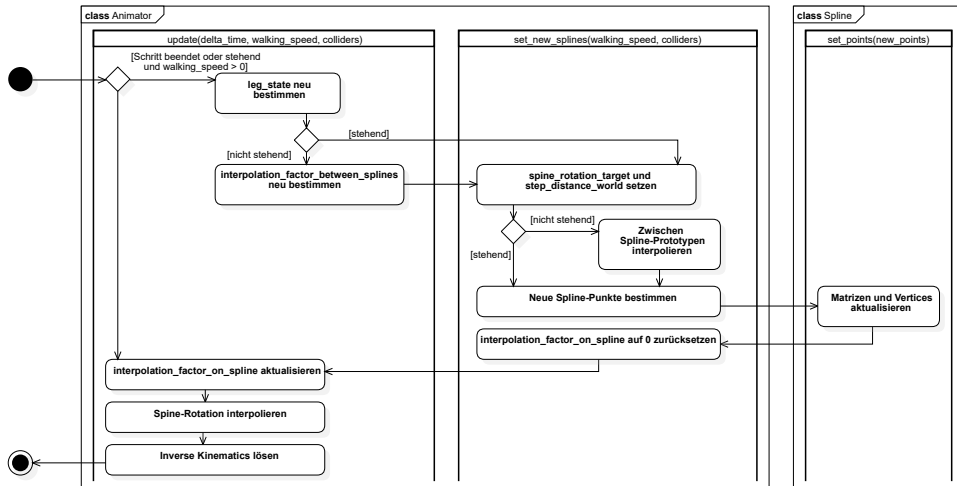 class Animator
class Spline
update(delta_time, walking_speed, colliders)
set_new_splines(walking_speed, colliders)
set_points(new_points)
[Schritt beendet oder stehend
und walking_speed > 0]
leg_state neu
bestimmen
[stehend]
[nicht stehend]
interpolation_factor_between_splines
neu bestimmen
spine_rotation_target und
step_distance_world setzen
[nicht stehend]
[stehend]
Zwischen
Spline-Prototypen
interpolieren
Neue Spline-Punkte bestimmen
Matrizen und Vertices
aktualisieren
interpolation_factor_on_spline auf 0 zurücksetzen
interpolation_factor_on_spline aktualisieren
Spine-Rotation interpolieren
Inverse Kinematics lösen